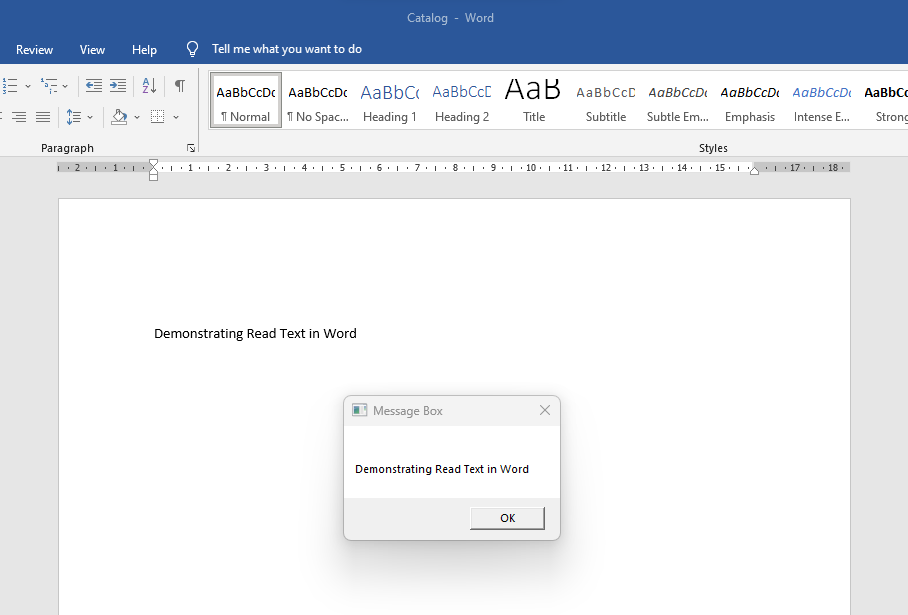 Catalog - Word
Review View Help Tell me what you want to do
AaBbCcDc AaBbCcDc AaBbCc AaBbCcD AaB AaBbCcD AaBbCcDc AaBbCcDc AaBbCcDc AaBbCc
¶ Normal ¶ No Spac... Heading 1 Heading 2 Title Subtitle Subtle Em... Emphasis Intense E... Strong
Paragraph Styles
2 1 1 2 3 4 5 6 7 8 9 10 11 12 13 14 15 17 18
Demonstrating Read Text in Word
Message Box
Demonstrating Read Text in Word
OK